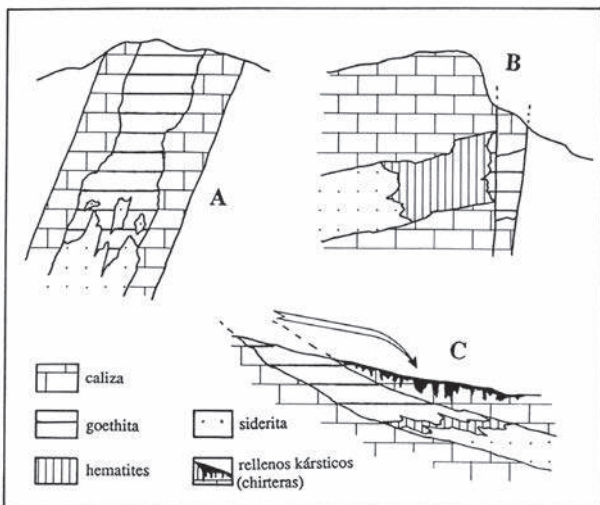 A
B
C
caliza
goethita
hematites
siderita
rellenos kársticos
(chirteras)